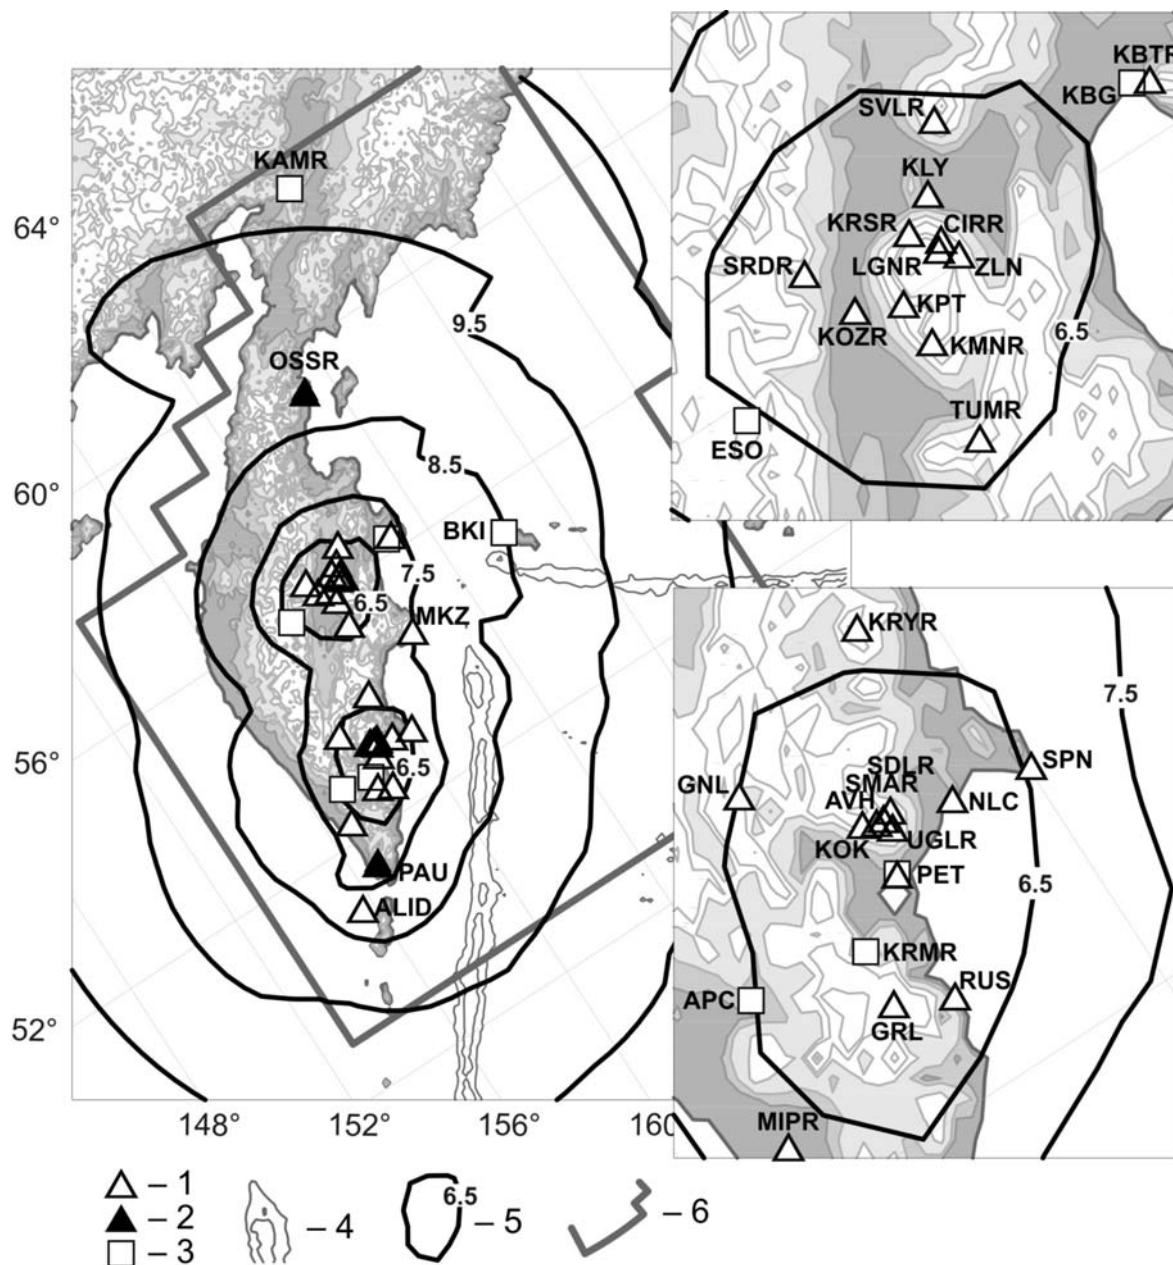 KAMR
64°
9.5
OSSR
8.5
60°
BKI
7.5
6.5
MKZ
56°
6.5
PAU
ALID
52°
148°
152°
156°
160
KBTR
KBG
SVLR
KLY
KRSR
CIRR
SRDR
LGNR
ZLN
KPT
KOZR
KMNR
6.5
TUMR
ESO
KRYR
7.5
SPN
SDLR
GNL
SMAR
AVH
NLC
KOK
UGLR
PET
6.5
KRMR
APC
RUS
GRL
MIPR
– 1
– 2
– 3
– 4
6.5
– 5
– 6